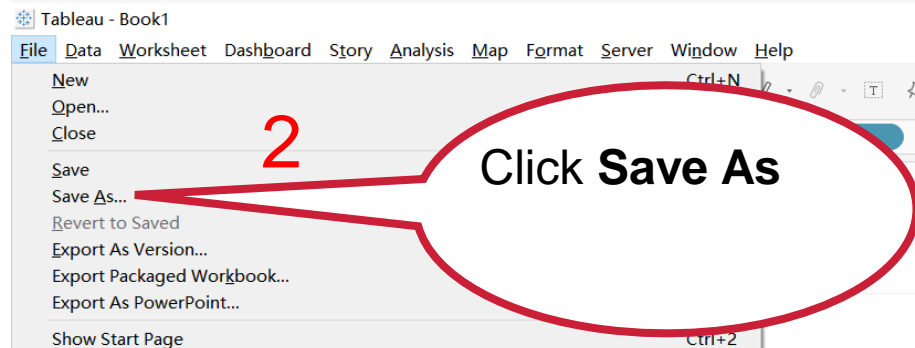 Tableau - Book1
File Data Worksheet Dashboard Story Analysis Map Format Server Window Help
New Ctrl+N
Open...
Close
2
Click Save As
Save
Save As...
Revert to Saved
Export As Version...
Export Packaged Workbook...
Export As PowerPoint...
Show Start Page Ctrl+2
T